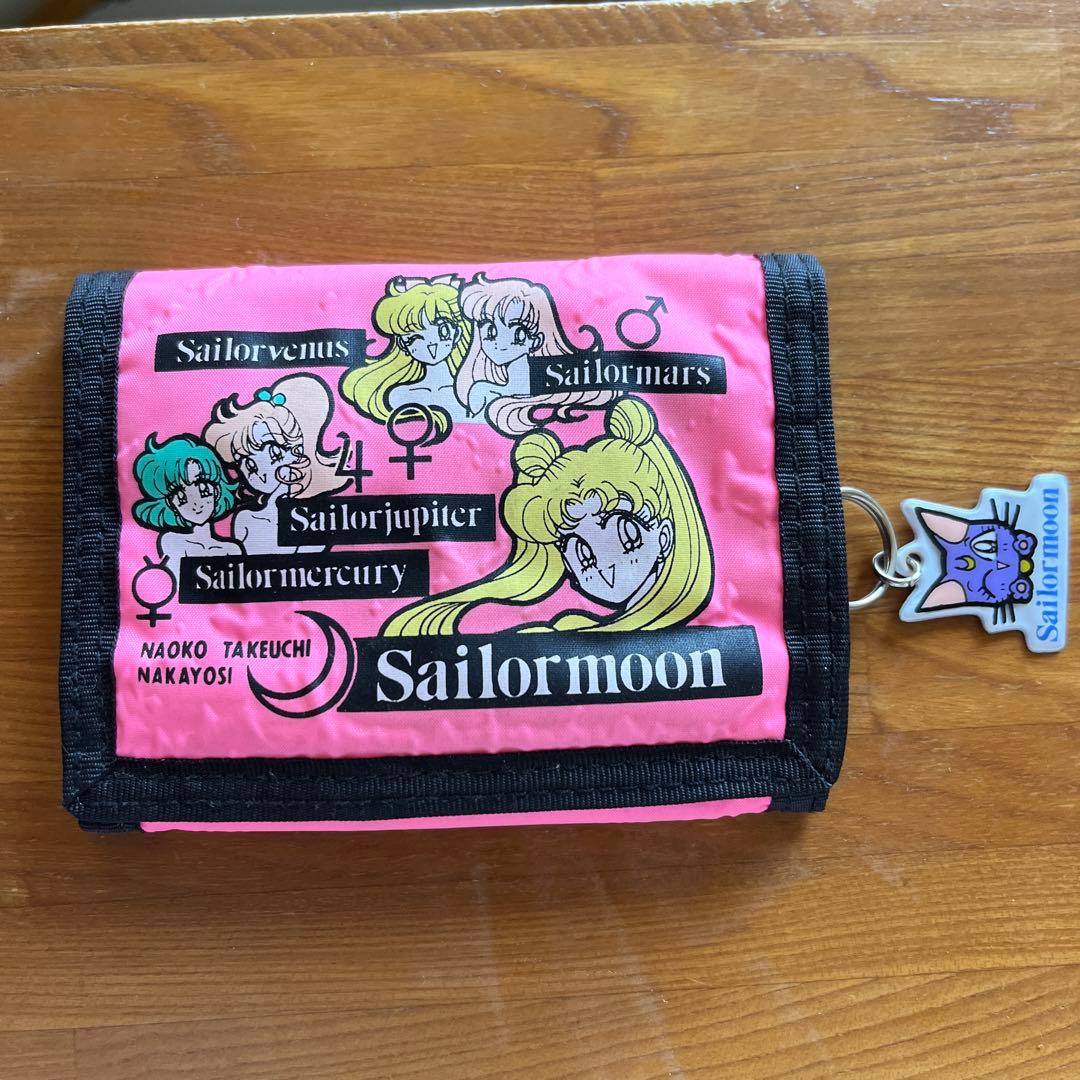 Sailorvenus
Sailormars
Sailorjupiter
Sailormercury
NAOKO TAKEUCHI
NAKAYOSI
Sailormoon
Sailormoon